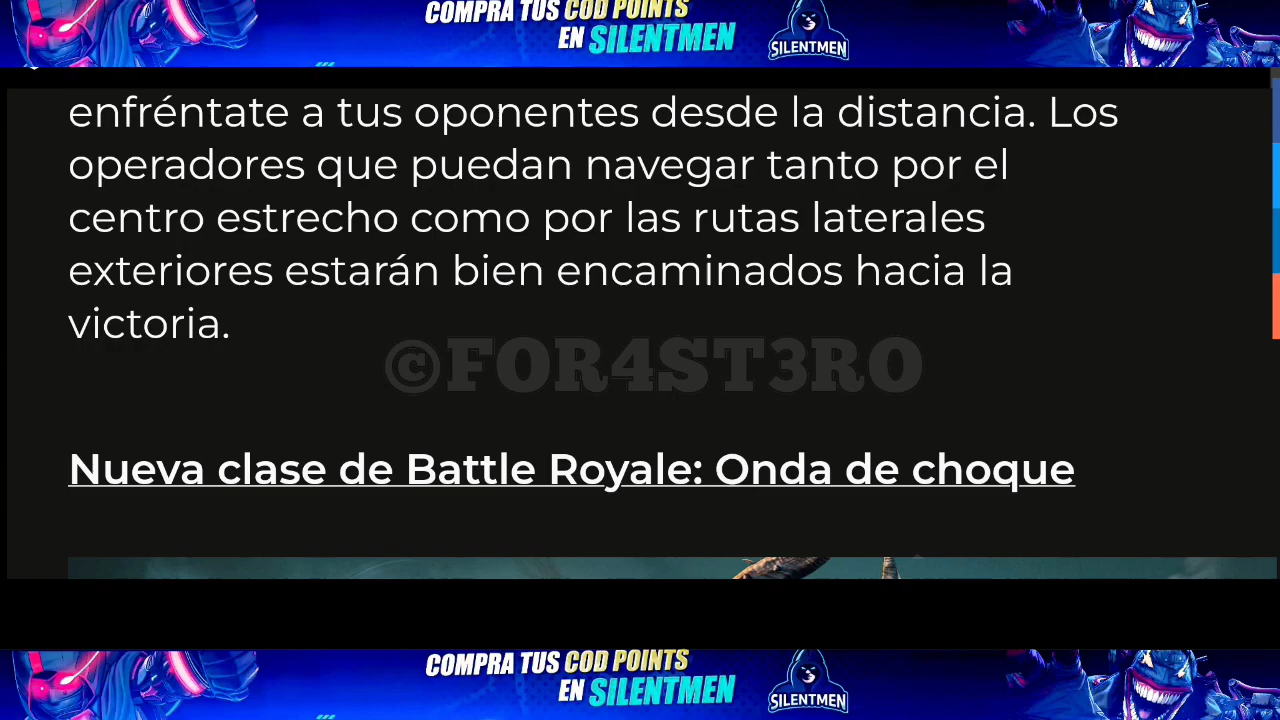 COMPRA TUS COD POINTS
EN SILENTMEN
SILENTMEN
enfréntate a tus oponentes desde la distancia. Los
operadores que puedan navegar tanto por el
centro estrecho como por las rutas laterales
exteriores estarán bien encaminados hacia la
victoria.
©FOR4ST3RO
Nueva clase de Battle Royale: Onda de choque
COMPRA TUS COD POINTS
EN SILENTMEN
SILENTMEN